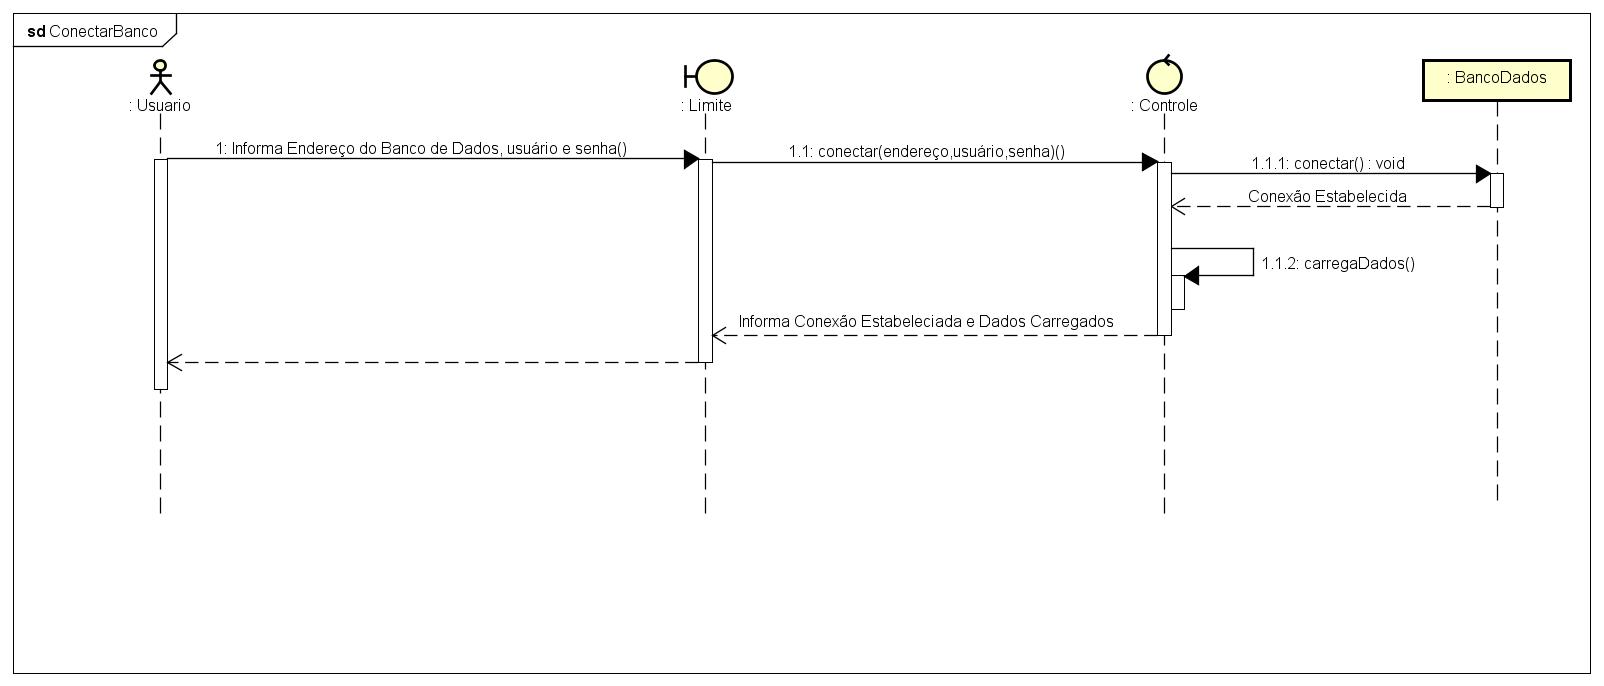 sd ConectarBanco
: Usuario
: Limite
: Controle
: BancoDados
1: Informa Endereço do Banco de Dados, usuário e senha()
1.1: conectar(endereço,usuário,senha)()
1.1.1: conectar() : void
Conexão Estabelecida
1.1.2: carregaDados()
Informa Conexão Estabeleciada e Dados Carregados